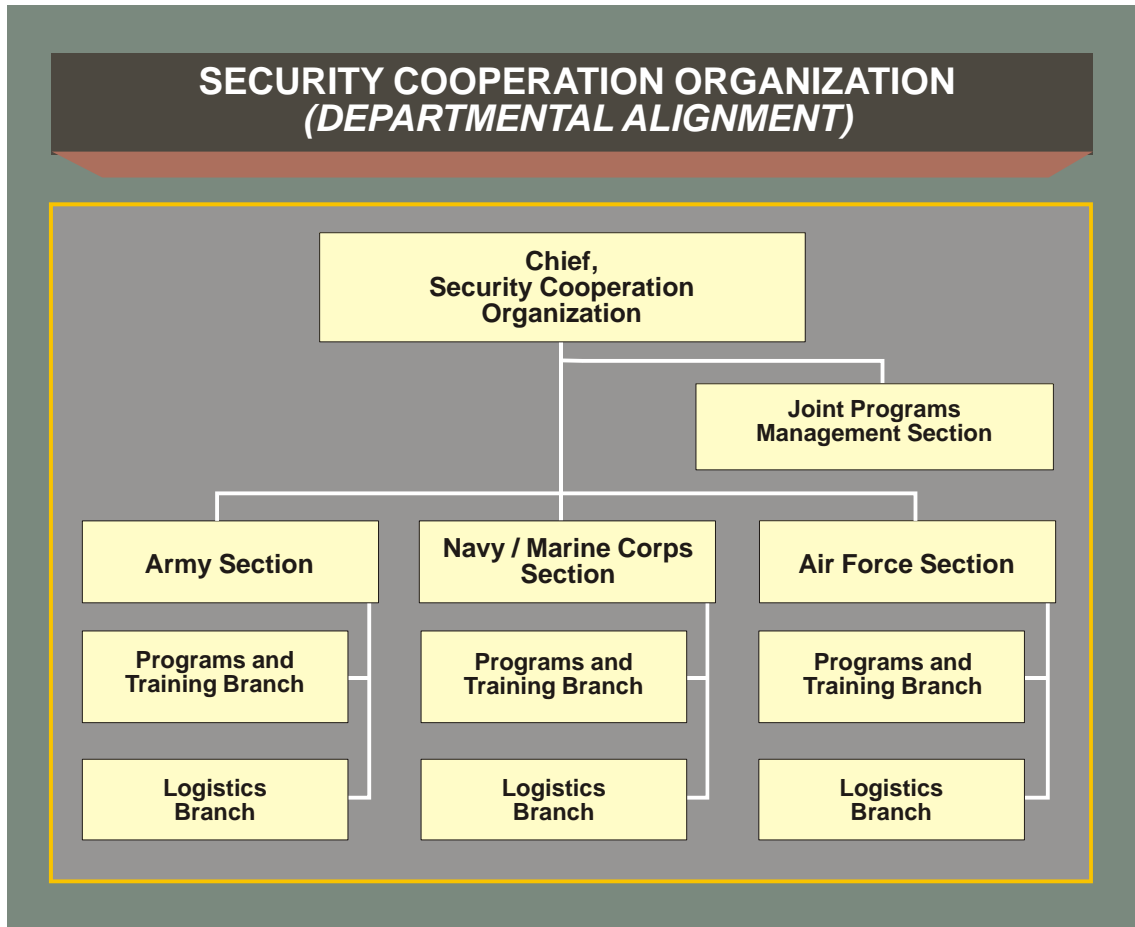 SECURITY COOPERATION ORGANIZATION
(DEPARTMENTAL ALIGNMENT)
Chief,
Security Cooperation
Organization
Joint Programs
Management Section
Army Section
Navy / Marine Corps
Section
Air Force Section
Programs and
Training Branch
Programs and
Training Branch
Programs and
Training Branch
Logistics
Branch
Logistics
Branch
Logistics
Branch